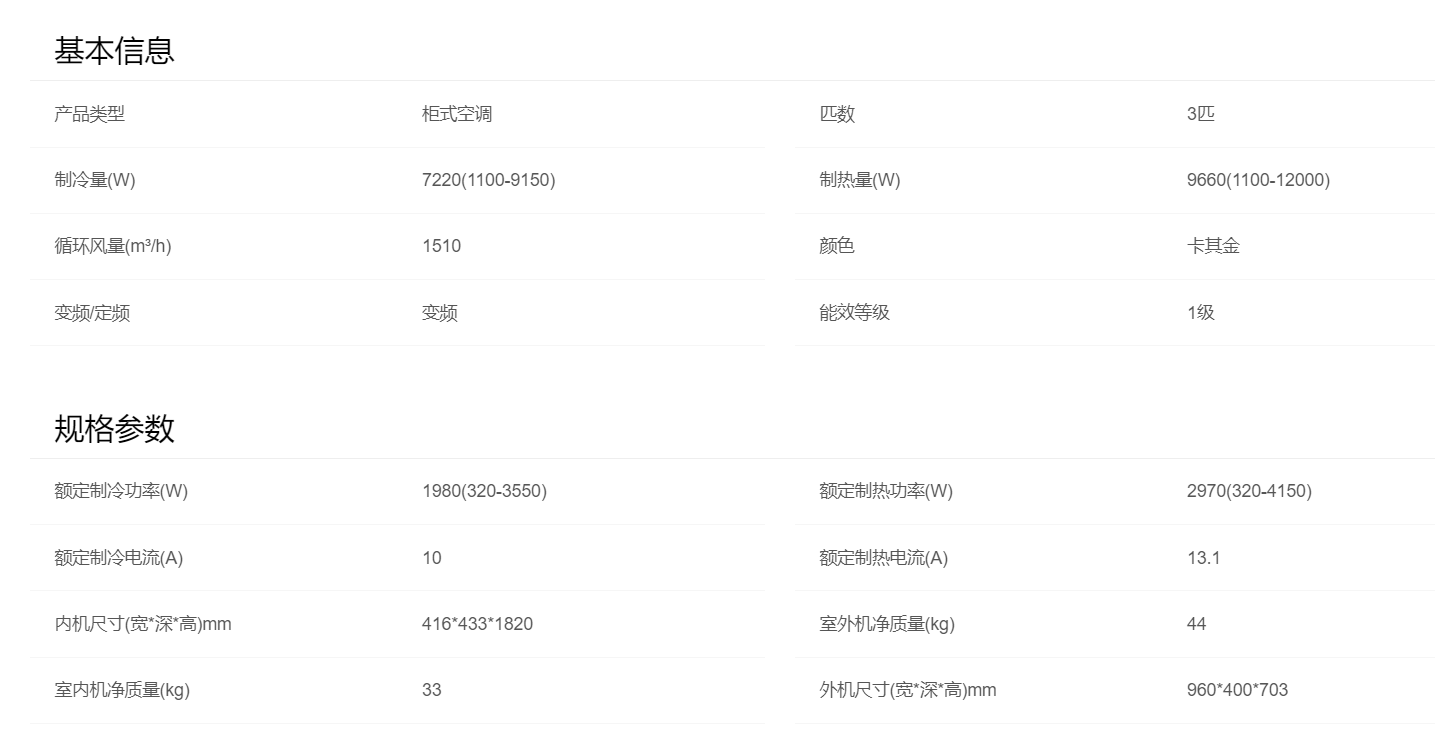 基本信息
产品类型 柜式空调 匹数 3匹
制冷量(W) 7220(1100-9150) 制热量(W) 9660(1100-12000)
循环风量(m³/h) 1510 颜色 卡其金
变频/定频 变频 能效等级 1级
规格参数
额定制冷功率(W) 1980(320-3550) 额定制热功率(W) 2970(320-4150)
额定制冷电流(A) 10 额定制热电流(A) 13.1
内机尺寸(宽*深*高)mm 416*433*1820 室外机净质量(kg) 44
室内机净质量(kg) 33 外机尺寸(宽*深*高)mm 960*400*703